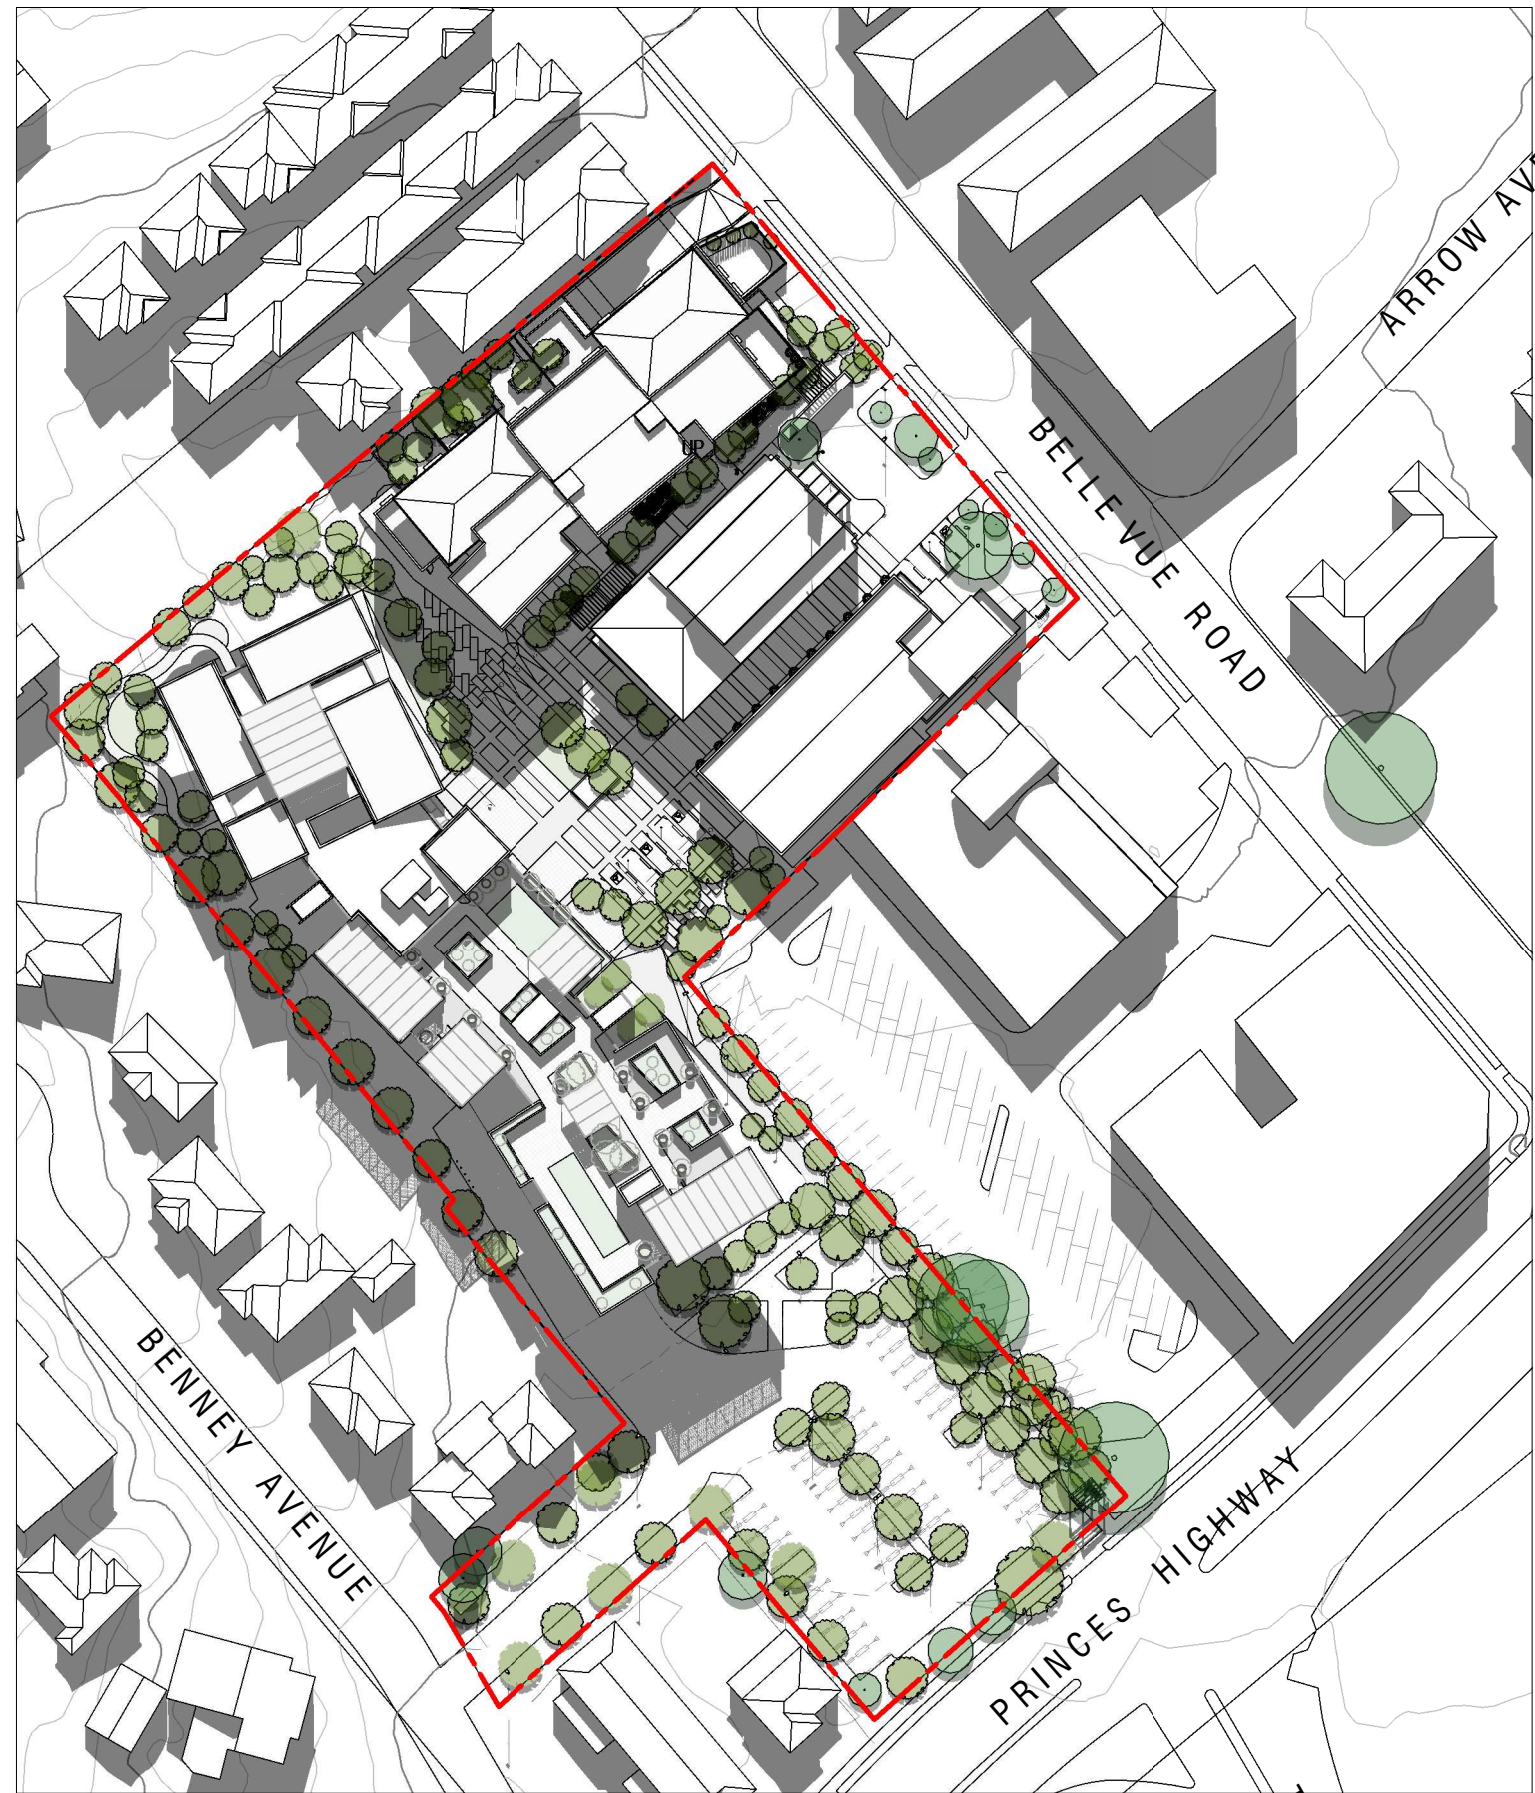 ARROW AV
UP
BELLEVUE ROAD
BENNEY AVENUE
PRINCES HIGHWAY